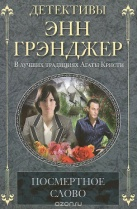 ДЕТЕКТИВЫ
ЭНН
ГРЭНДЖЕР
В лучших традициях Агаты Кристи
ПОСМЕРТНОЕ
СЛОВО